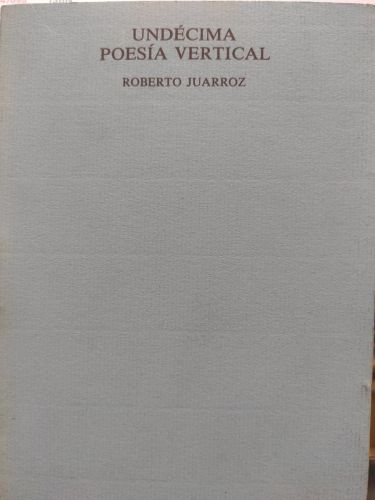 UNDÉCIMA
POESÍA VERTICAL
ROBERTO JUARROZ